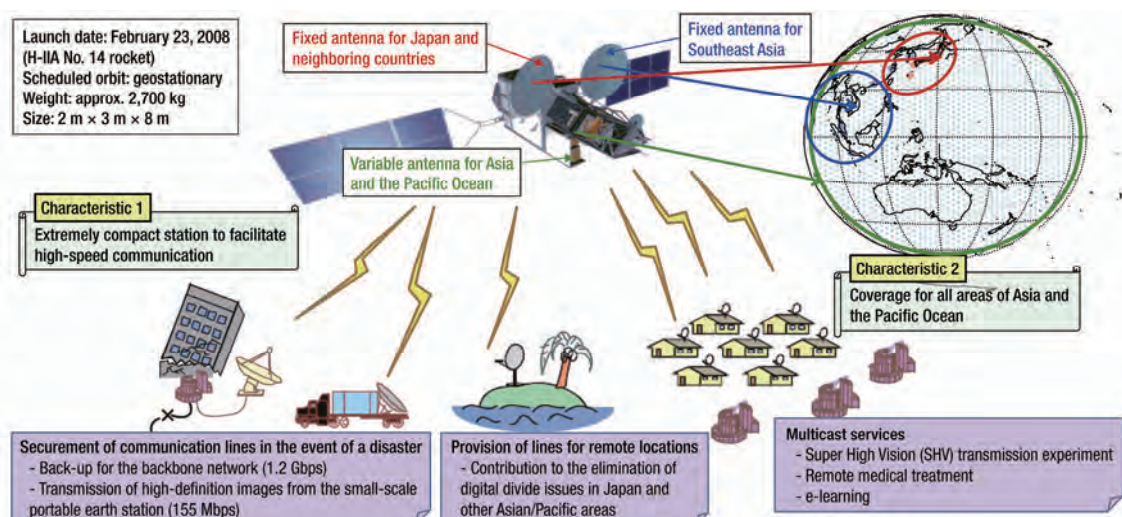 Launch date: February 23, 2008
(H-IIA No. 14 rocket)
Scheduled orbit: geostationary
Weight: approx. 2,700 kg
Size: 2 m × 3 m × 8 m
Fixed antenna for Japan and
neighboring countries
Fixed antenna for
Southeast Asia
Variable antenna for Asia
and the Pacific Ocean
Characteristic 1
Extremely compact station to facilitate
high-speed communication
Characteristic 2
Coverage for all areas of Asia and
the Pacific Ocean
Securement of communication lines in the event of a disaster
- Back-up for the backbone network (1.2 Gbps)
- Transmission of high-definition images from the small-scale
portable earth station (155 Mbps)
Provision of lines for remote locations
- Contribution to the elimination of
digital divide issues in Japan and
other Asian/Pacific areas
Multicast services
- Super High Vision (SHV) transmission experiment
- Remote medical treatment
- e-learning